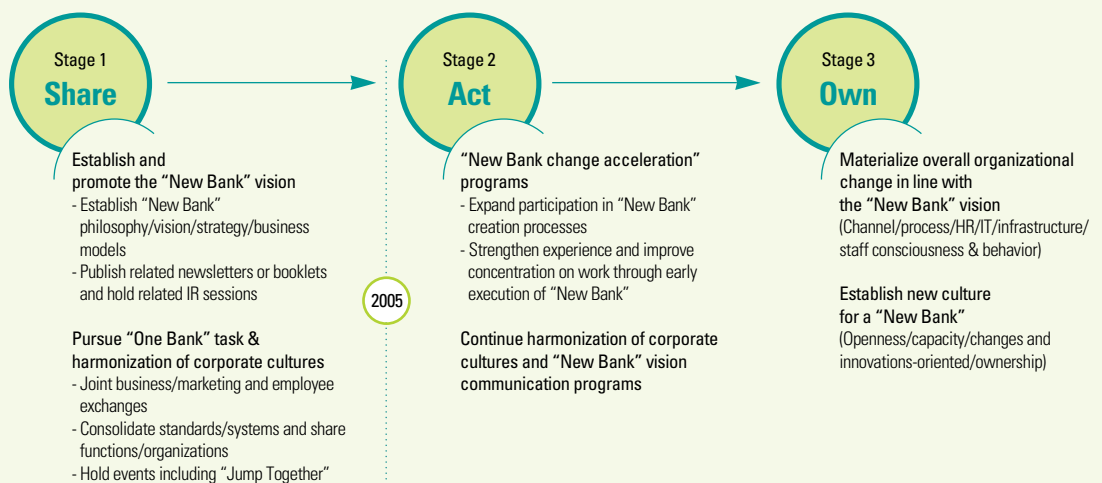 Stage 1
Share
Establish and
promote the “New Bank” vision
- Establish “New Bank”
philosophy/vision/strategy/business
models
- Publish related newsletters or booklets
and hold related IR sessions
Pursue “One Bank” task &
harmonization of corporate cultures
- Joint business/marketing and employee
exchanges
- Consolidate standards/systems and share
functions/organizations
- Hold events including “Jump Together”
2005
Stage 2
Act
“New Bank change acceleration”
programs
- Expand participation in “New Bank”
creation processes
- Strengthen experience and improve
concentration on work through early
execution of “New Bank”
Continue harmonization of corporate
cultures and “New Bank” vision
communication programs
Stage 3
Own
Materialize overall organizational
change in line with
the “New Bank” vision
(Channel/process/HR/IT/infrastructure/
staff consciousness & behavior)
Establish new culture
for a “New Bank”
(Openness/capacity/changes and
innovations-oriented/ownership)